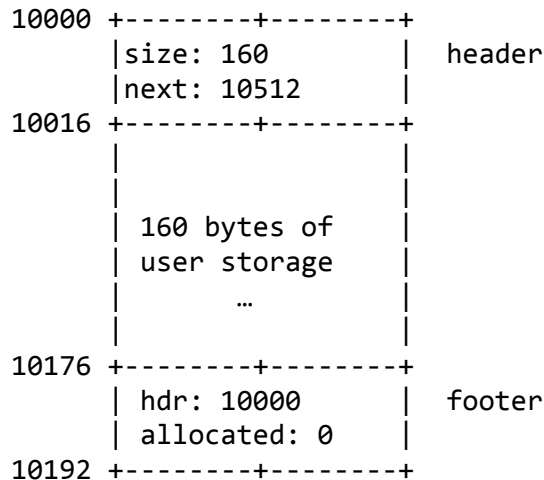 10000 +--------+--------+
|size: 160 | header
|next: 10512 |
10016 +--------+--------+
| |
| |
| 160 bytes of |
| user storage |
| … |
| |
10176 +--------+--------+
| hdr: 10000 | footer
| allocated: 0 |
10192 +--------+--------+